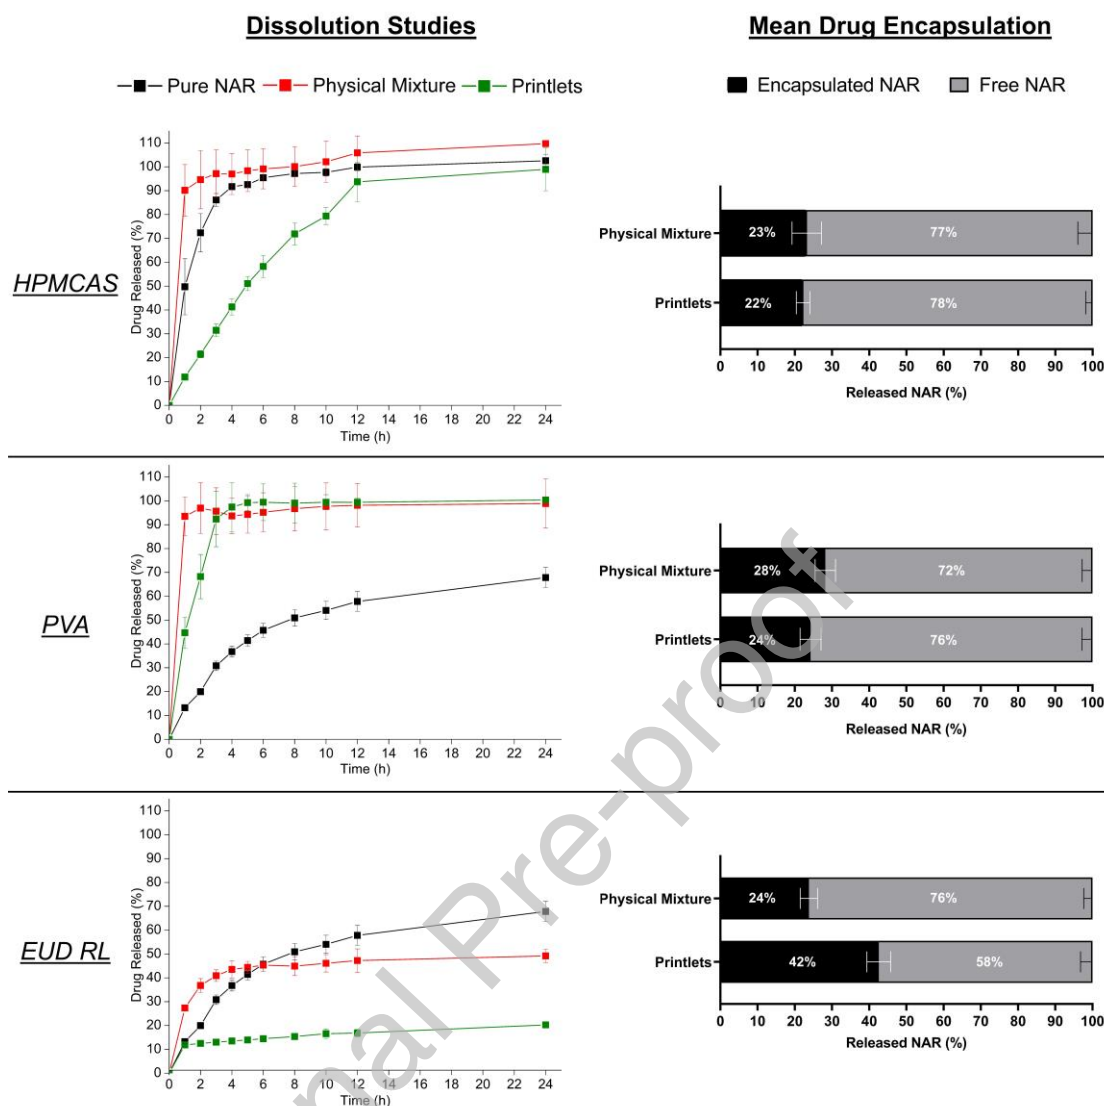 Dissolution Studies
Mean Drug Encapsulation
Pure NAR Physical Mixture Printlets
Encapsulated NAR Free NAR
HPMCAS
Drug Released (%)
110
100
90
80
70
60
50
40
30
20
10
0
0 2 4 6 8 10 12 14 16 18 20 22 24
Time (h)
Physical Mixture 23% 77%
Printlets 22% 78%
0 10 20 30 40 50 60 70 80 90 100
Released NAR (%)
PVA
Drug Released (%)
110
100
90
80
70
60
50
40
30
20
10
0
0 2 4 6 8 10 12 14 16 18 20 22 24
Time (h)
Physical Mixture 28% 72%
Printlets 24% 76%
0 10 20 30 40 50 60 70 80 90 100
Released NAR (%)
EUD RL
Drug Released (%)
110
100
90
80
70
60
50
40
30
20
10
0
0 2 4 6 8 10 12 14 16 18 20 22 24
Time (h)
Physical Mixture 24% 76%
Printlets 42% 58%
0 10 20 30 40 50 60 70 80 90 100
Released NAR (%)
nal Pre-proof